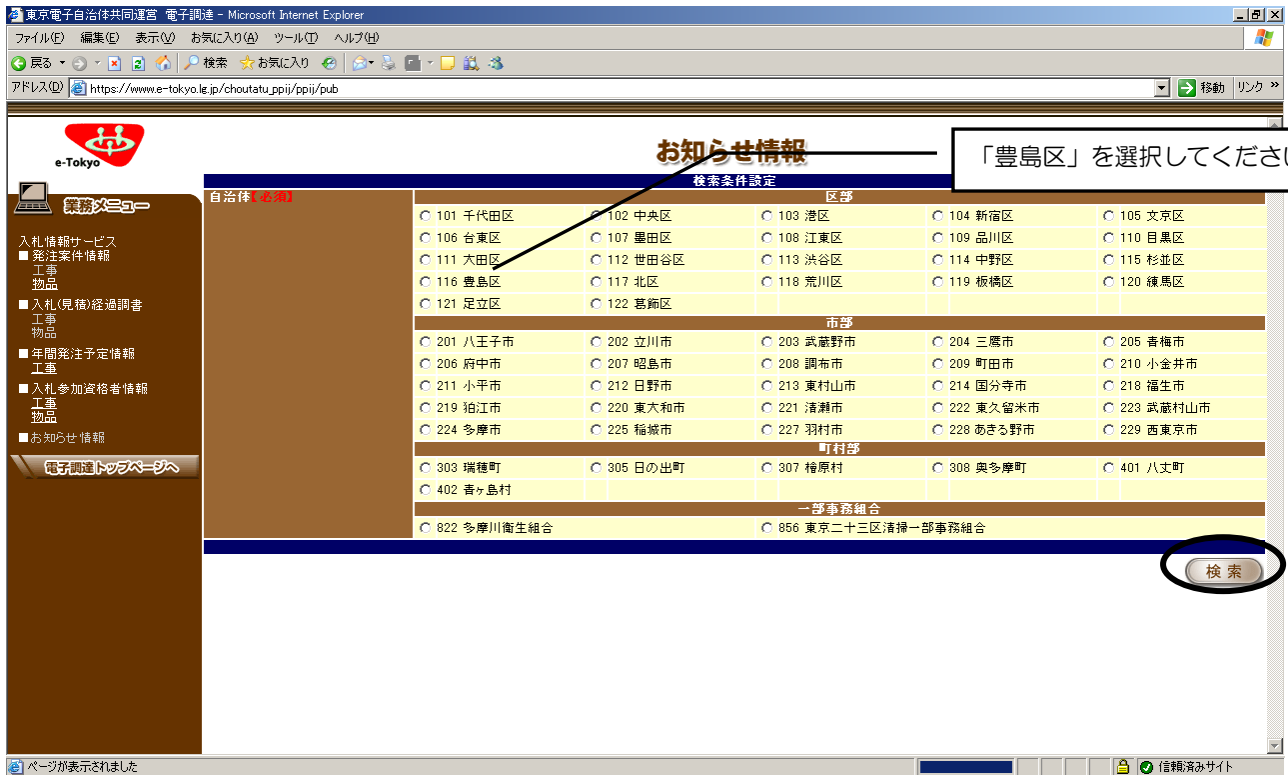 東京電子自治体共同運営 電子調達 - Microsoft Internet Explorer
ファイル(F) 編集(E) 表示(V) お気に入り(A) ツール(T) ヘルプ(H)
戻る 検索 お気に入り
アドレス(D) https://www.e-tokyo.lg.jp/choutatu_ppij/ppij/pub 移動 リンク »
e-Tokyo
業務メニュー
入札情報サービス
■ 発注案件情報
工事
物品
■ 入札(見積)経過調書
工事
物品
■ 年間発注予定情報
工事
■ 入札参加資格者情報
工事
物品
■お知らせ情報
電子調達トップページへ
お知らせ情報
「豊島区」を選択してくださ
検索条件設定
自治体【必須】
区部
101 千代田区 102 中央区 103 港区 104 新宿区 105 文京区
106 台東区 107 墨田区 108 江東区 109 品川区 110 目黒区
111 大田区 112 世田谷区 113 渋谷区 114 中野区 115 杉並区
116 豊島区 117 北区 118 荒川区 119 板橋区 120 練馬区
121 足立区 122 葛飾区
市部
201 八王子市 202 立川市 203 武蔵野市 204 三鷹市 205 青梅市
206 府中市 207 昭島市 208 調布市 209 町田市 210 小金井市
211 小平市 212 日野市 213 東村山市 214 国分寺市 218 福生市
219 狛江市 220 東大和市 221 清瀬市 222 東久留米市 223 武蔵村山市
224 多摩市 225 稲城市 227 羽村市 228 あきる野市 229 西東京市
町村部
303 瑞穂町 305 日の出町 307 檜原村 308 奥多摩町 401 八丈町
402 青ヶ島村
一部事務組合
822 多摩川衛生組合 856 東京二十三区清掃一部事務組合
検索
ページが表示されました 信頼済みサイト